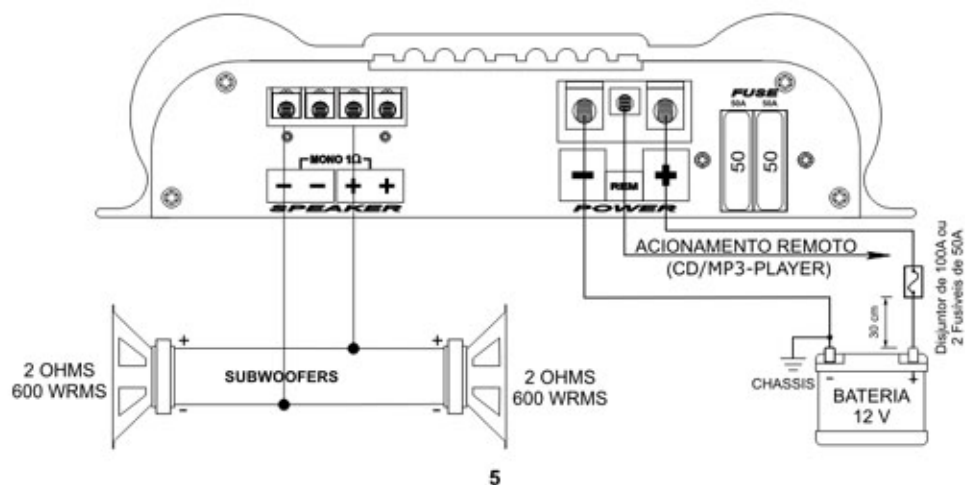 FUSE
50A 50A
50 50
MONO 1Ω
- - + +
SPEAKER
- REM +
POWER
ACIONAMENTO REMOTO
(CD/MP3-PLAYER)
Disjuntor de 100A ou
2 Fusíveis de 50A
30 cm
+ +
2 OHMS
600 WRMS
SUBWOOFERS
2 OHMS
600 WRMS
- -
CHASSIS
- +
BATERIA
12 V
5